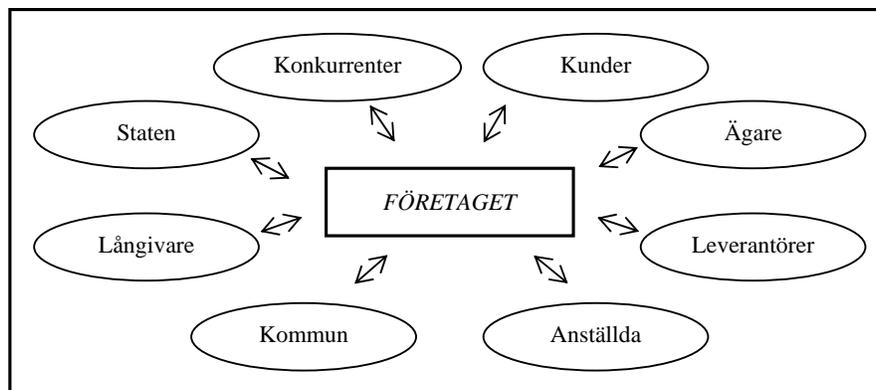 Konkurrenter
Kunder
Staten
Ägare
FÖRETAGET
Långivare
Leverantörer
Kommun
Anställda